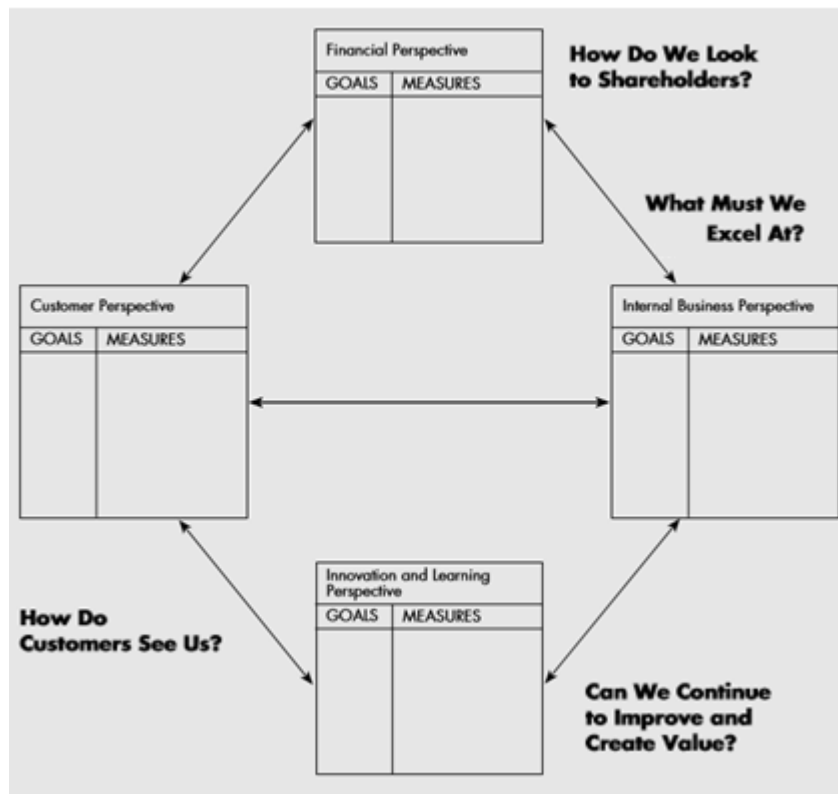 Financial Perspective
GOALS MEASURES
How Do We Look
to Shareholders?
What Must We
Excel At?
Customer Perspective
GOALS MEASURES
Internal Business Perspective
GOALS MEASURES
Innovation and Learning
Perspective
GOALS MEASURES
How Do
Customers See Us?
Can We Continue
to Improve and
Create Value?